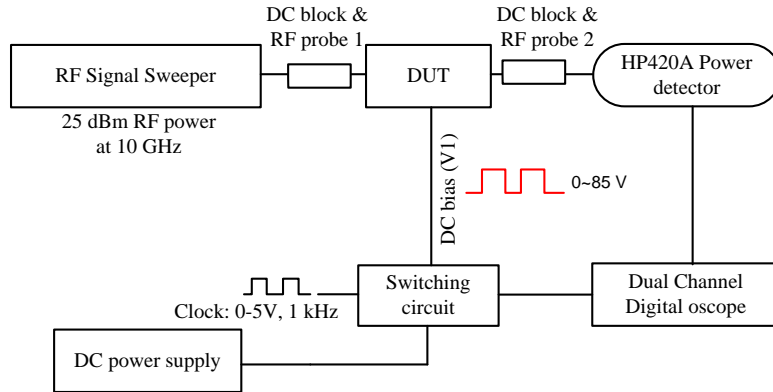 DC block &
RF probe 1
DC block &
RF probe 2
RF Signal Sweeper
DUT
HP420A Power
detector
25 dBm RF power
at 10 GHz
DC bias (V1)
0~85 V
Switching
circuit
Dual Channel
Digital oscope
Clock: 0-5V, 1 kHz
DC power supply